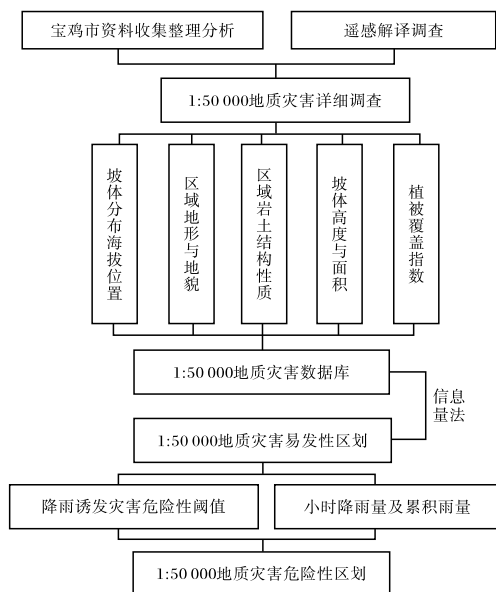 宝鸡市资料收集整理分析
遥感解译调查
1:50 000地质灾害详细调查
坡体分布海拔位置
区域地形与地貌
区域岩土结构性质
坡体高度与面积
植被覆盖指数
1:50 000地质灾害数据库
信息
量法
1:50 000地质灾害易发性区划
降雨诱发灾害危险性阈值
小时降雨量及累积雨量
1:50 000地质灾害危险性区划